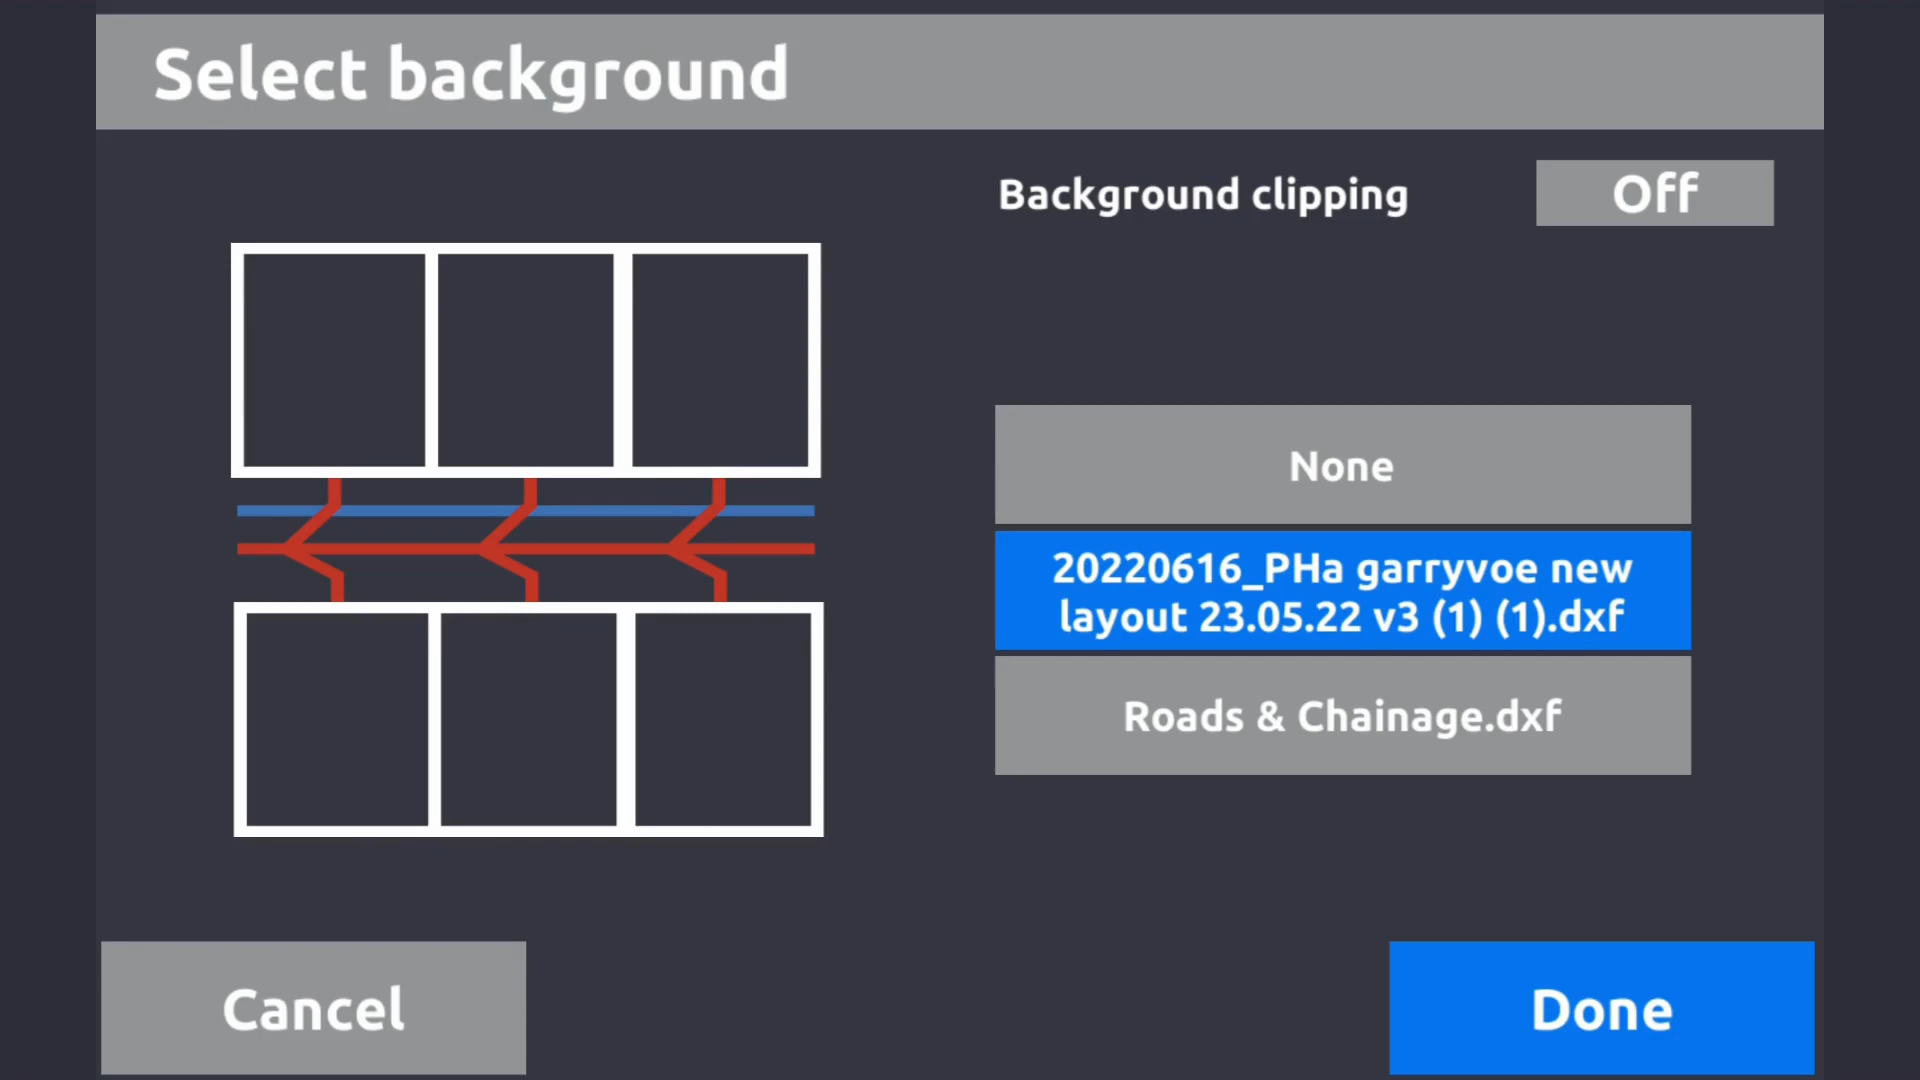 Select background
Background clipping
Off
None
20220616_PHa garryvoe new
layout 23.05.22 v3 (1) (1).dxf
Roads & Chainage.dxf
Cancel
Done